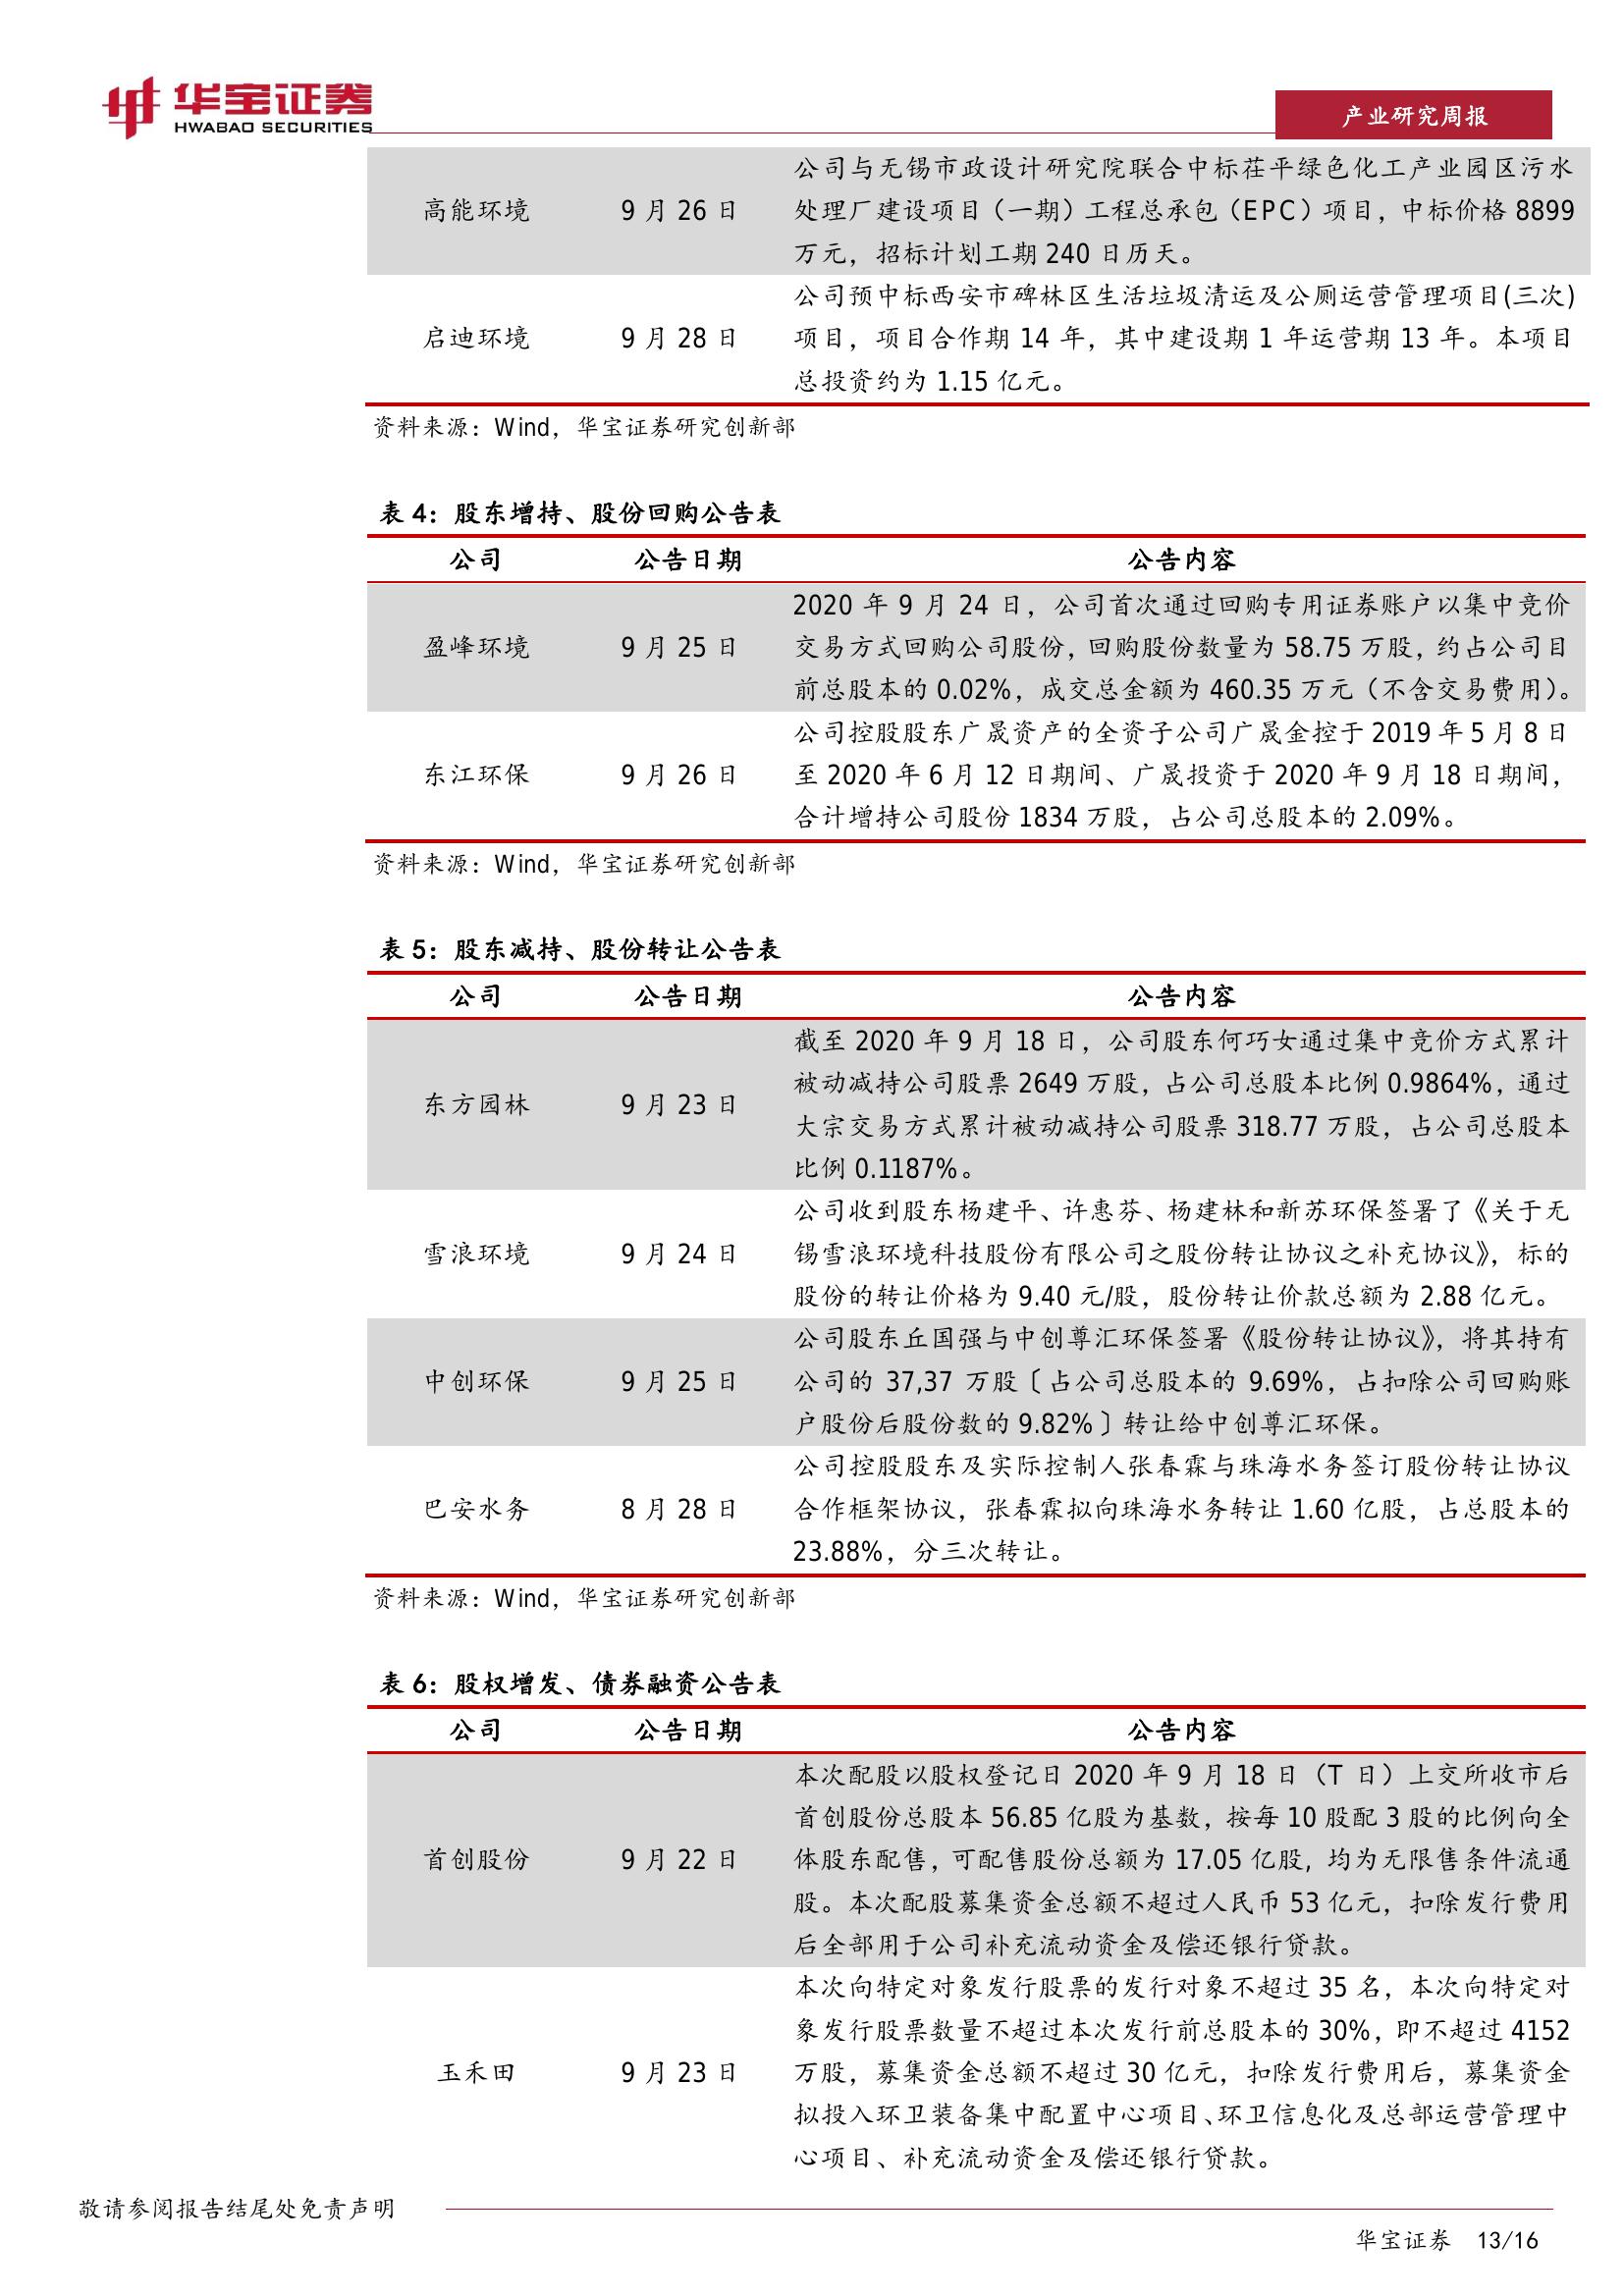 华宝证券
HWABAO SECURITIES
产业研究周报
公司与无锡市政设计研究院联合中标茌平绿色化工产业园区污水
高能环境 9 月 26 日 处理厂建设项目（一期）工程总承包（EPC）项目，中标价格 8899
万元，招标计划工期 240 日历天。
公司预中标西安市碑林区生活垃圾清运及公厕运营管理项目(三次)
启迪环境 9 月 28 日 项目，项目合作期 14 年，其中建设期 1 年运营期 13 年。本项目
总投资约为 1.15 亿元。
资料来源：Wind，华宝证券研究创新部
表 4：股东增持、股份回购公告表
公司 公告日期 公告内容
2020 年 9 月 24 日，公司首次通过回购专用证券账户以集中竞价
盈峰环境 9 月 25 日 交易方式回购公司股份，回购股份数量为 58.75 万股，约占公司目
前总股本的 0.02%，成交总金额为 460.35 万元（不含交易费用）。
公司控股股东广晟资产的全资子公司广晟金控于 2019 年 5 月 8 日
东江环保 9 月 26 日 至 2020 年 6 月 12 日期间、广晟投资于 2020 年 9 月 18 日期间，
合计增持公司股份 1834 万股，占公司总股本的 2.09%。
资料来源：Wind，华宝证券研究创新部
表 5：股东减持、股份转让公告表
公司 公告日期 公告内容
截至 2020 年 9 月 18 日，公司股东何巧女通过集中竞价方式累计
东方园林 9 月 23 日 被动减持公司股票 2649 万股，占公司总股本比例 0.9864%，通过
大宗交易方式累计被动减持公司股票 318.77 万股，占公司总股本
比例 0.1187%。
公司收到股东杨建平、许惠芬、杨建林和新苏环保签署了《关于无
雪浪环境 9 月 24 日 锡雪浪环境科技股份有限公司之股份转让协议之补充协议》，标的
股份的转让价格为 9.40 元/股，股份转让价款总额为 2.88 亿元。
公司股东丘国强与中创尊汇环保签署《股份转让协议》，将其持有
中创环保 9 月 25 日 公司的 37,37 万股〔占公司总股本的 9.69%，占扣除公司回购账
户股份后股份数的 9.82%〕转让给中创尊汇环保。
公司控股股东及实际控制人张春霖与珠海水务签订股份转让协议
巴安水务 8 月 28 日 合作框架协议，张春霖拟向珠海水务转让 1.60 亿股，占总股本的
23.88%，分三次转让。
资料来源：Wind，华宝证券研究创新部
表 6：股权增发、债券融资公告表
公司 公告日期 公告内容
本次配股以股权登记日 2020 年 9 月 18 日（T 日）上交所收市后
首创股份总股本 56.85 亿股为基数，按每 10 股配 3 股的比例向全
首创股份 9 月 22 日 体股东配售，可配售股份总额为 17.05 亿股，均为无限售条件流通
股。本次配股募集资金总额不超过人民币 53 亿元，扣除发行费用
后全部用于公司补充流动资金及偿还银行贷款。
本次向特定对象发行股票的发行对象不超过 35 名，本次向特定对
象发行股票数量不超过本次发行前总股本的 30%，即不超过 4152
玉禾田 9 月 23 日 万股，募集资金总额不超过 30 亿元，扣除发行费用后，募集资金
拟投入环卫装备集中配置中心项目、环卫信息化及总部运营管理中
心项目、补充流动资金及偿还银行贷款。
敬请参阅报告结尾处免责声明
华宝证券 13/16